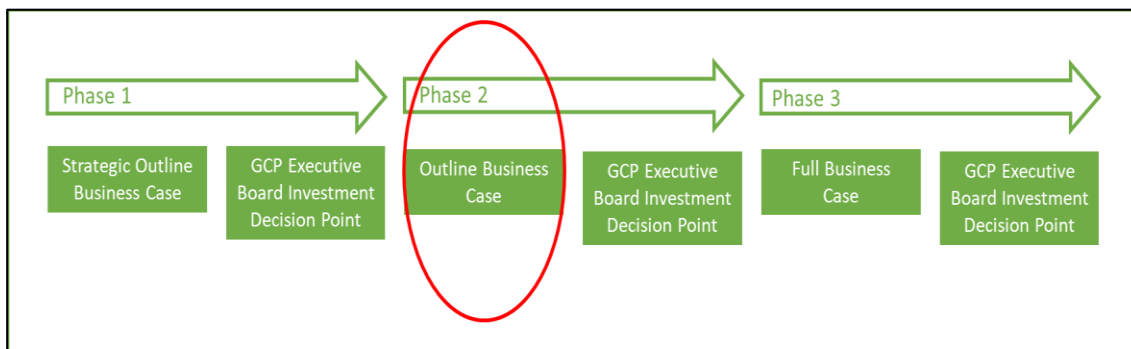 Phase 1
Phase 2
Phase 3
Strategic Outline
Business Case
GCP Executive
Board Investment
Decision Point
Outline Business
Case
GCP Executive
Board Investment
Decision Point
Full Business
Case
GCP Executive
Board Investment
Decision Point